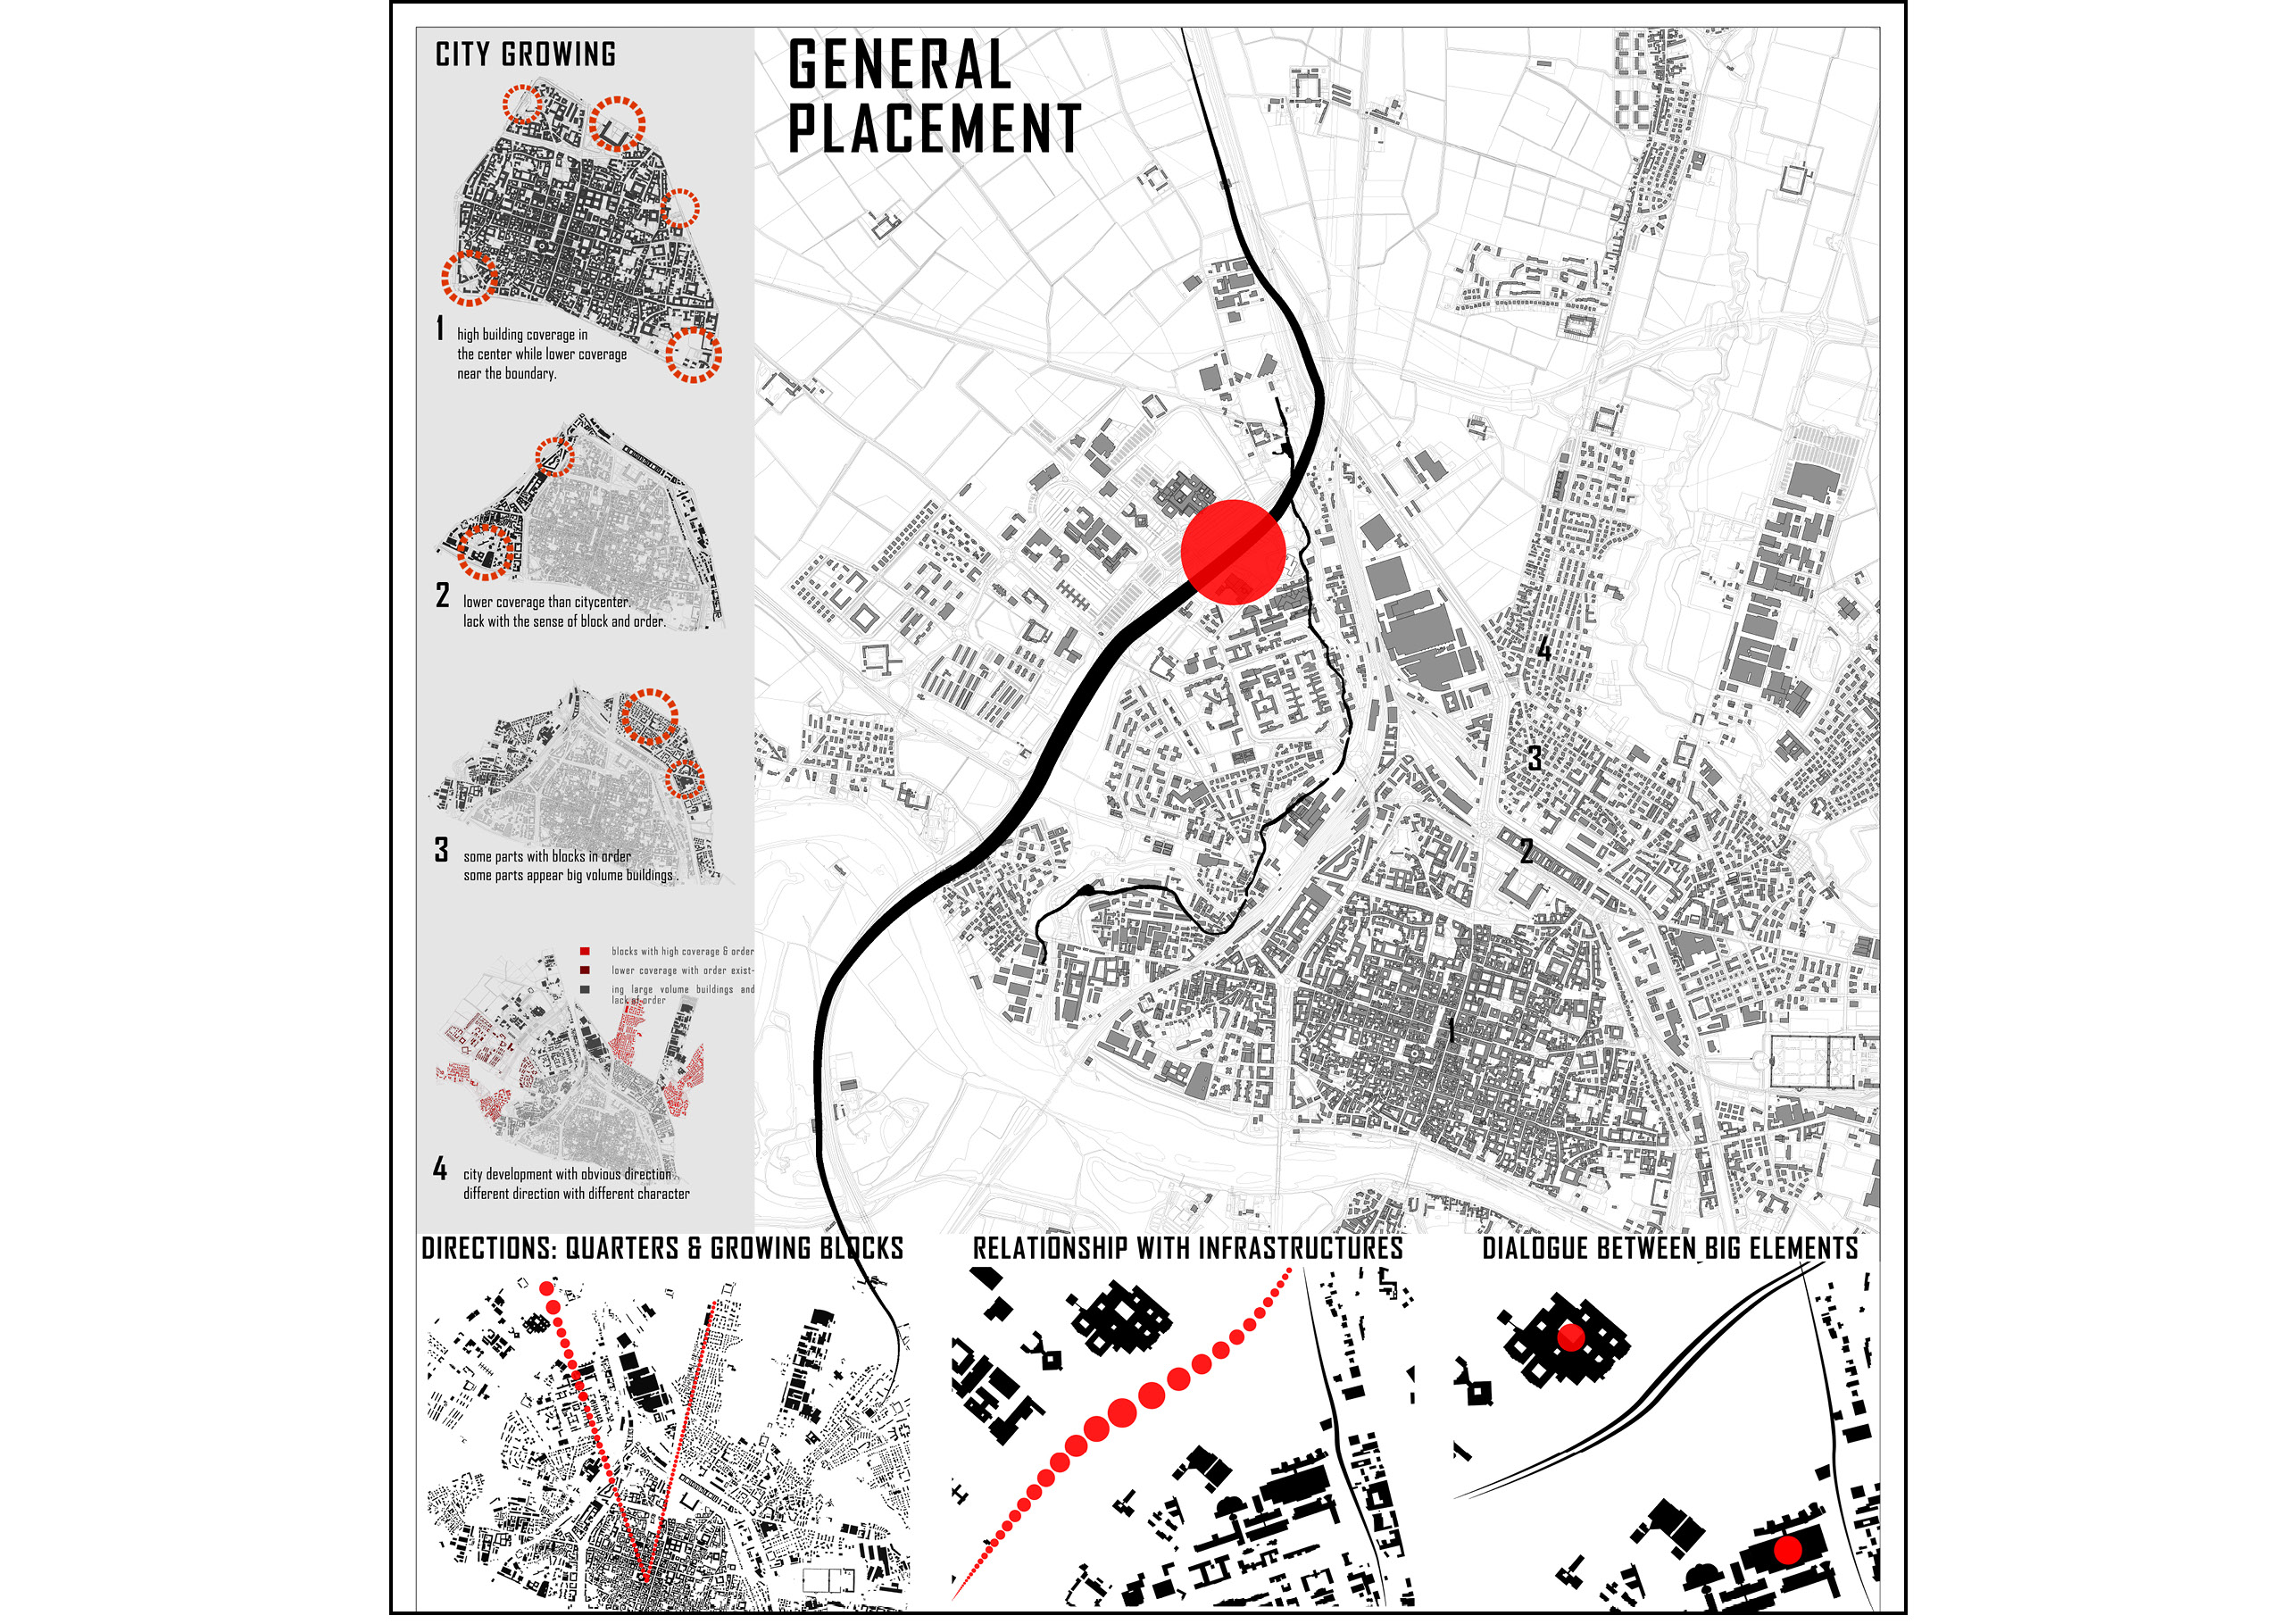 CITY GROWING
GENERAL
PLACEMENT
1 high building coverage in
the center while lower coverage
near the boundary.
2 lower coverage than citycenter.
lack with the sense of block and order.
3 some parts with blocks in order
some parts appear big volume buildings .
blocks with high coverage & order
lower coverage with order exist-
ing large volume buildings and
lack of order
4 city development with obvious direction.
different direction with different character
4
3
2
1
DIRECTIONS: QUARTERS & GROWING BLOCKS
RELATIONSHIP WITH INFRASTRUCTURES
DIALOGUE BETWEEN BIG ELEMENTS